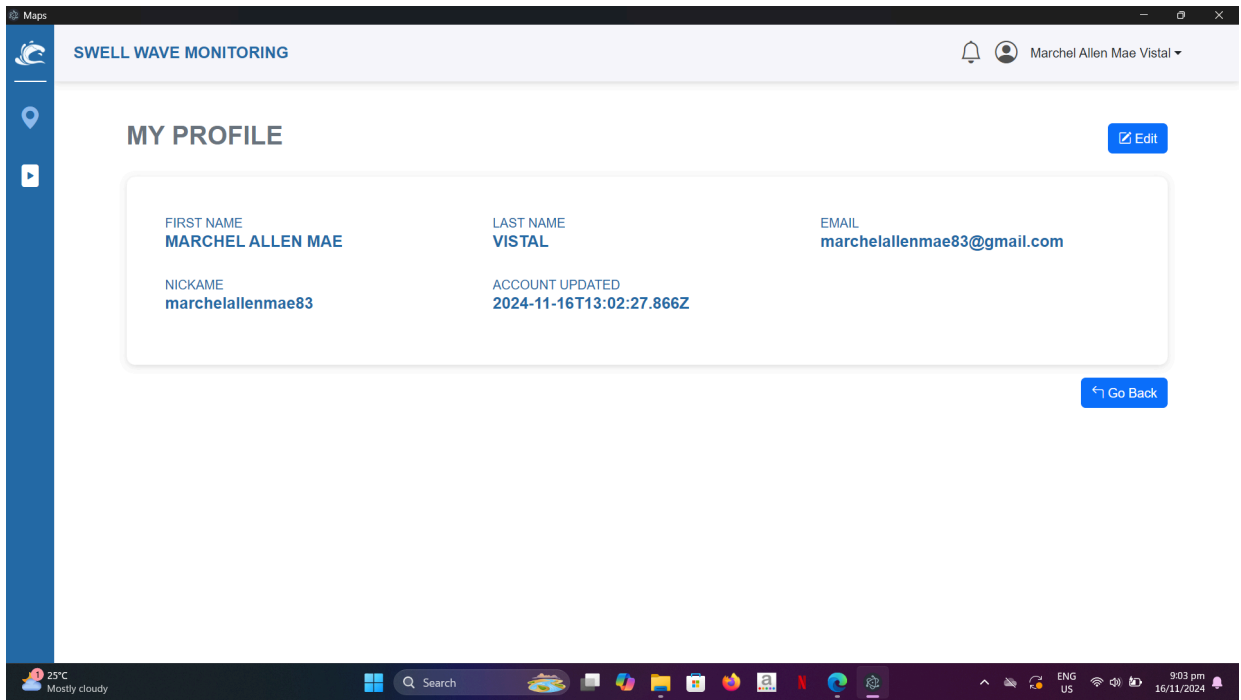 Maps
SWELL WAVE MONITORING
Marchel Allen Mae Vistal
MY PROFILE
Edit
FIRST NAME
MARCHEL ALLEN MAE
LAST NAME
VISTAL
EMAIL
marchelallenmae83@gmail.com
NICKAME
marchelallenmae83
ACCOUNT UPDATED
2024-11-16T13:02:27.866Z
Go Back
1
25°C
Mostly cloudy
Search
a
N
ENG
US
9:03 pm
16/11/2024